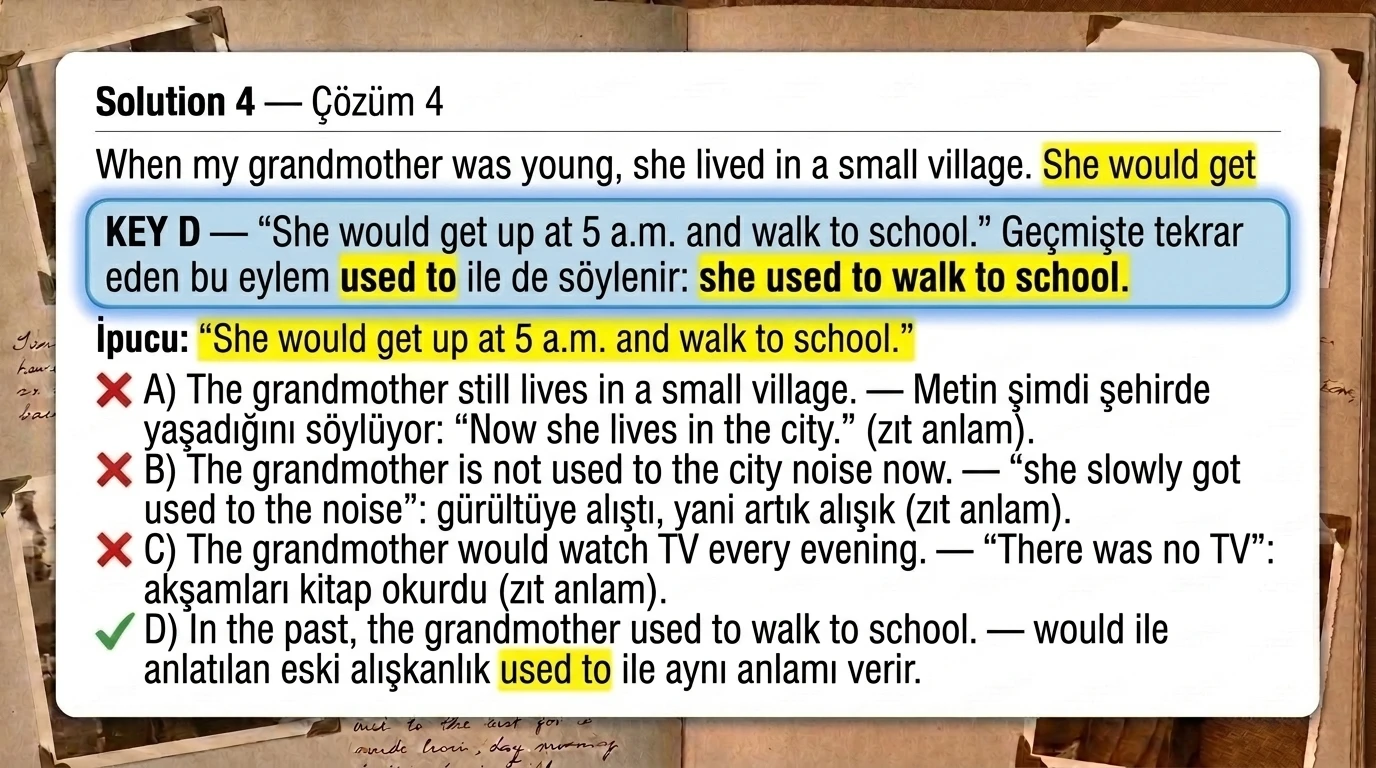 Solution 4 — Çözüm 4
When my grandmother was young, she lived in a small village. She would get
KEY D — “She would get up at 5 a.m. and walk to school.” Geçmişte tekrar
eden bu eylem used to ile de söylenir: she used to walk to school.
İpucu: “She would get up at 5 a.m. and walk to school.”
❌ A) The grandmother still lives in a small village. — Metin şimdi şehirde
yaşadığını söylüyor: “Now she lives in the city.” (zıt anlam).
❌ B) The grandmother is not used to the city noise now. — “she slowly got
used to the noise”: gürültüye alıştı, yani artık alışık (zıt anlam).
❌ C) The grandmother would watch TV every evening. — “There was no TV”:
akşamları kitap okurdu (zıt anlam).
✓ D) In the past, the grandmother used to walk to school. — would ile
anlatılan eski alışkanlık used to ile aynı anlamı verir.